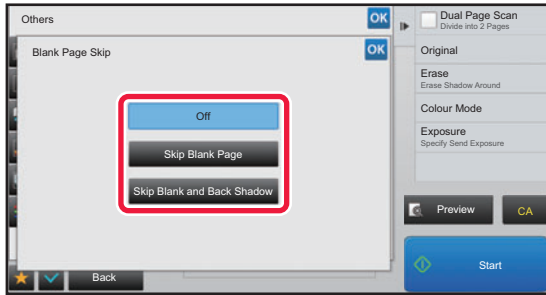 Others
OK
Blank Page Skip
OK
Off
Skip Blank Page
Skip Blank and Back Shadow
Back
Dual Page Scan
Divide into 2 Pages
Original
Erase
Erase Shadow Around
Colour Mode
Exposure
Specify Send Exposure
Preview
CA
Start